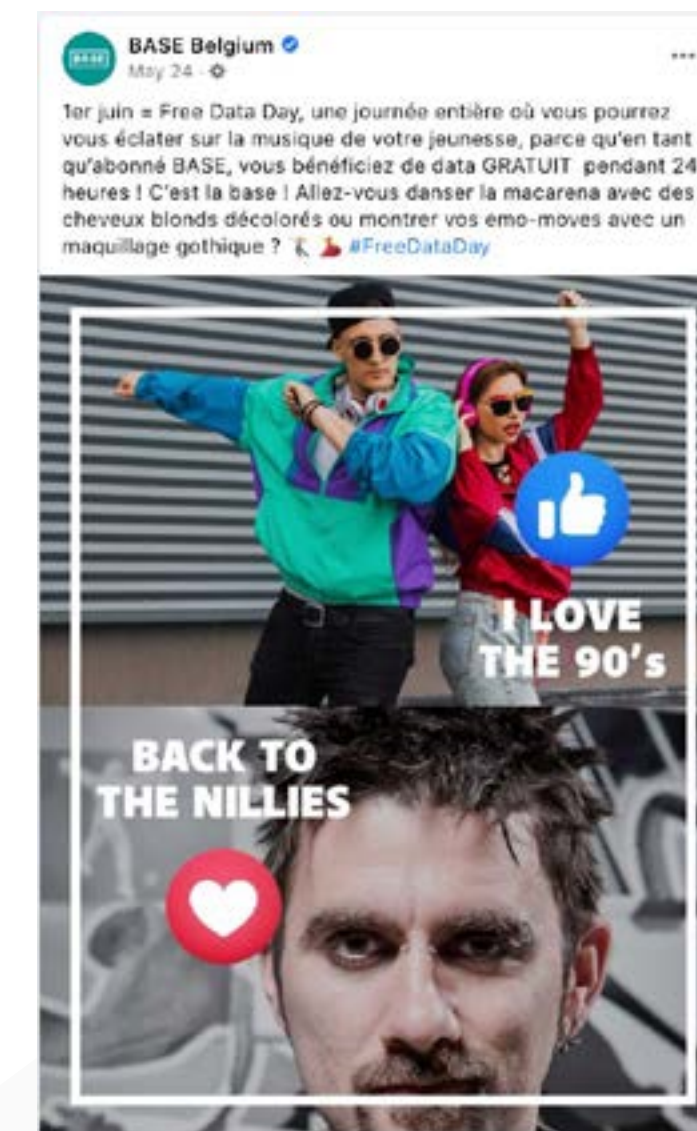 BASE
BASE Belgium
May 24
1er juin = Free Data Day, une journée entière où vous pourrez
vous éclater sur la musique de votre jeunesse, parce qu'en tant
qu'abonné BASE, vous bénéficiez de data GRATUIT pendant 24
heures ! C'est la base ! Allez-vous danser la macarena avec des
cheveux blonds décolorés ou montrer vos emo-moves avec un
maquillage gothique ? #FreeDataDay
I LOVE
THE 90's
BACK TO
THE NILLIES